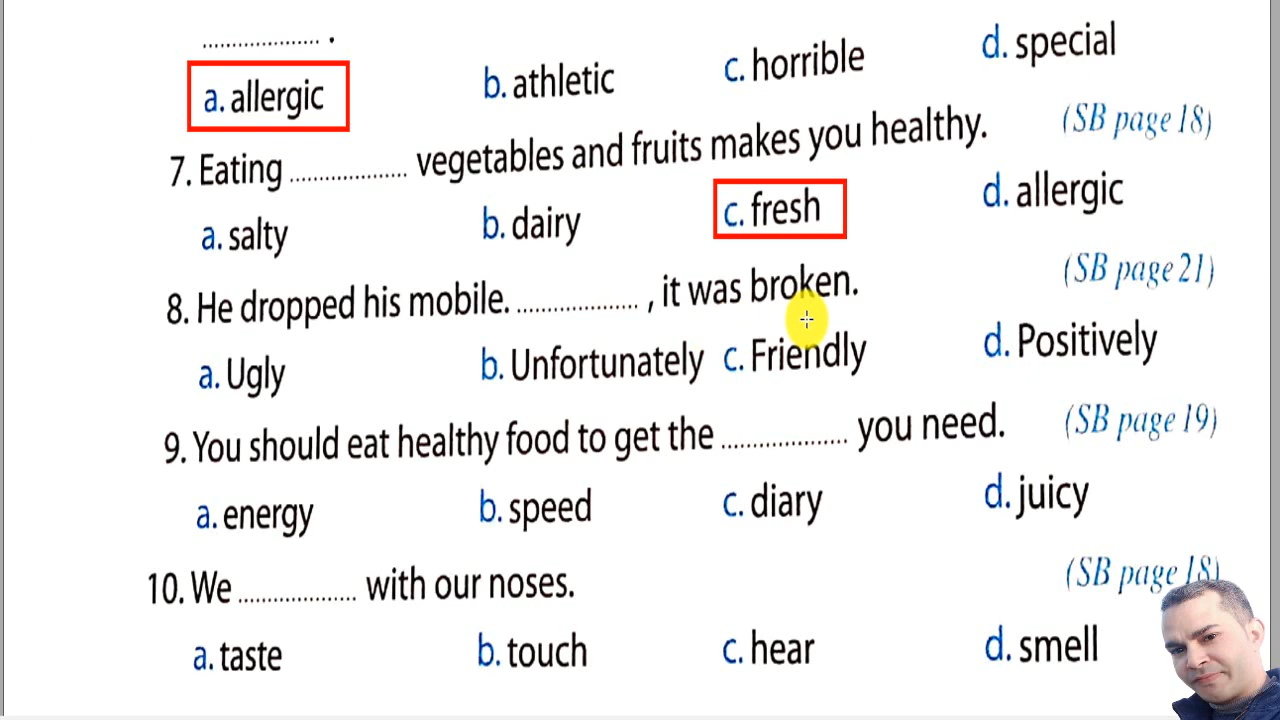 .................... .
a. allergic b. athletic c. horrible d. special
7. Eating .................... vegetables and fruits makes you healthy. (SB page 18)
a. salty b. dairy c. fresh d. allergic
8. He dropped his mobile. .................... , it was broken. (SB page 21)
a. Ugly b. Unfortunately c. Friendly d. Positively
9. You should eat healthy food to get the .................... you need. (SB page 19)
a. energy b. speed c. diary d. juicy
10. We .................... with our noses. (SB page 18)
a. taste b. touch c. hear d. smell